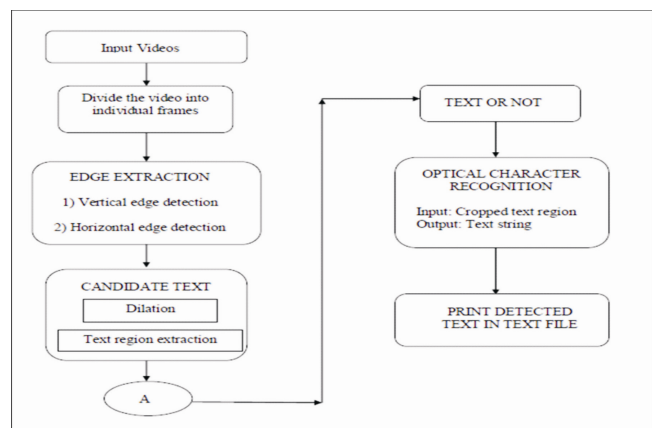 Input Videos
Divide the video into
individual frames
EDGE EXTRACTION
1) Vertical edge detection
2) Horizontal edge detection
CANDIDATE TEXT
Dilation
Text region extraction
A
TEXT OR NOT
OPTICAL CHARACTER
RECOGNITION
Input: Cropped text region
Output: Text string
PRINT DETECTED
TEXT IN TEXT FILE